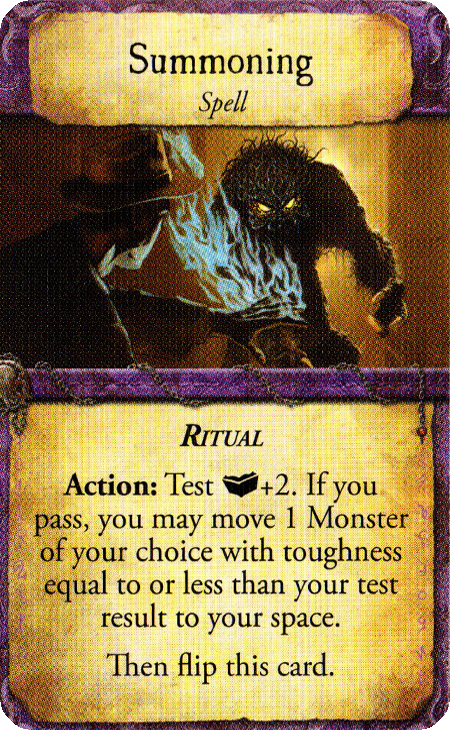 Summoning
Spell
RITUAL
Action: Test +2. If you
pass, you may move 1 Monster
of your choice with toughness
equal to or less than your test
result to your space.
Then flip this card.